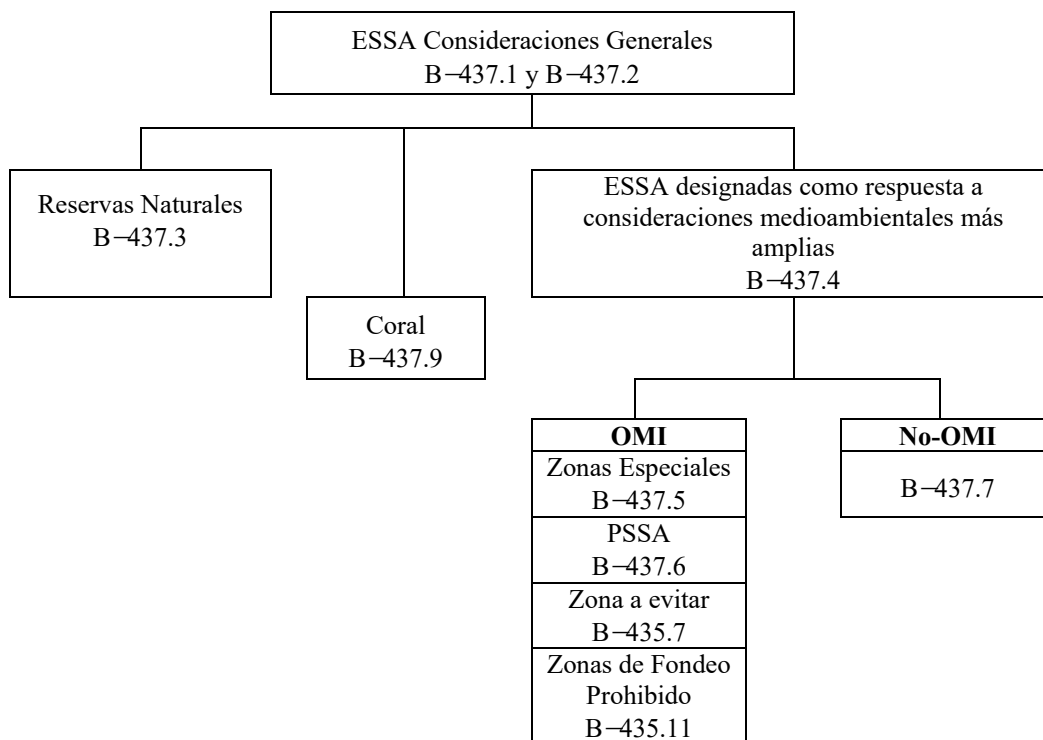 ESSA Consideraciones Generales
B−437.1 y B−437.2
Reservas Naturales
B−437.3
ESSA designadas como respuesta a
consideraciones medioambientales más
amplias
B−437.4
Coral
B−437.9
OMI
Zonas Especiales
B−437.5
PSSA
B−437.6
Zona a evitar
B−435.7
Zonas de Fondeo
Prohibido
B−435.11
No-OMI
B−437.7